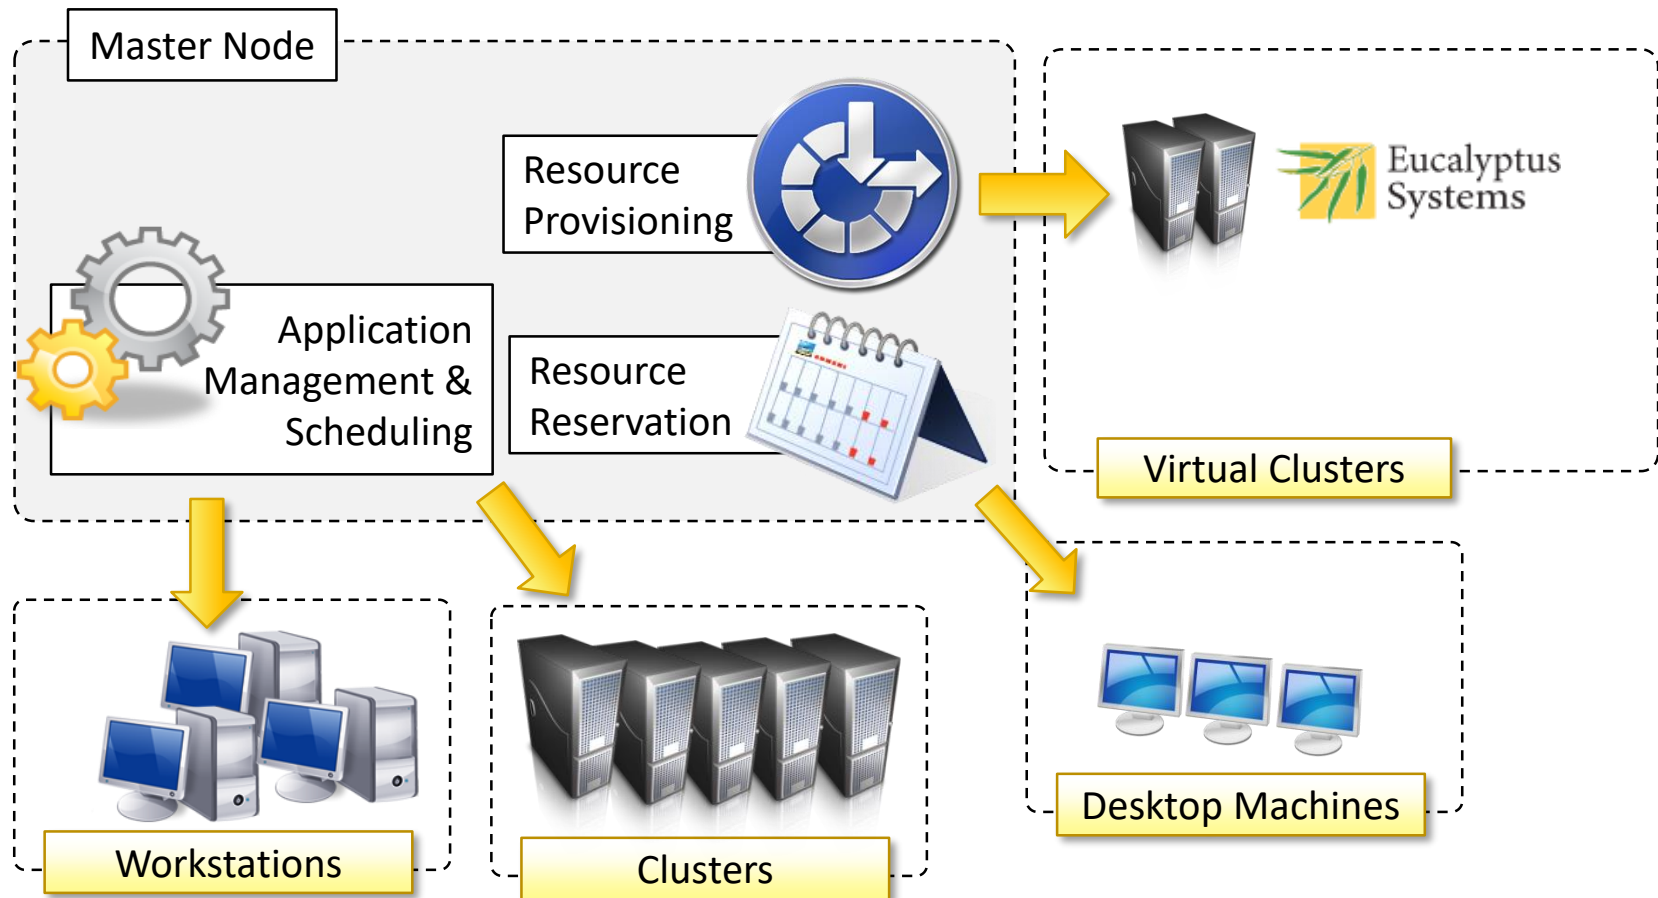 Master Node
Resource
Provisioning
Eucalyptus
Systems
Application
Management &
Scheduling
Resource
Reservation
Virtual Clusters
Desktop Machines
Workstations
Clusters